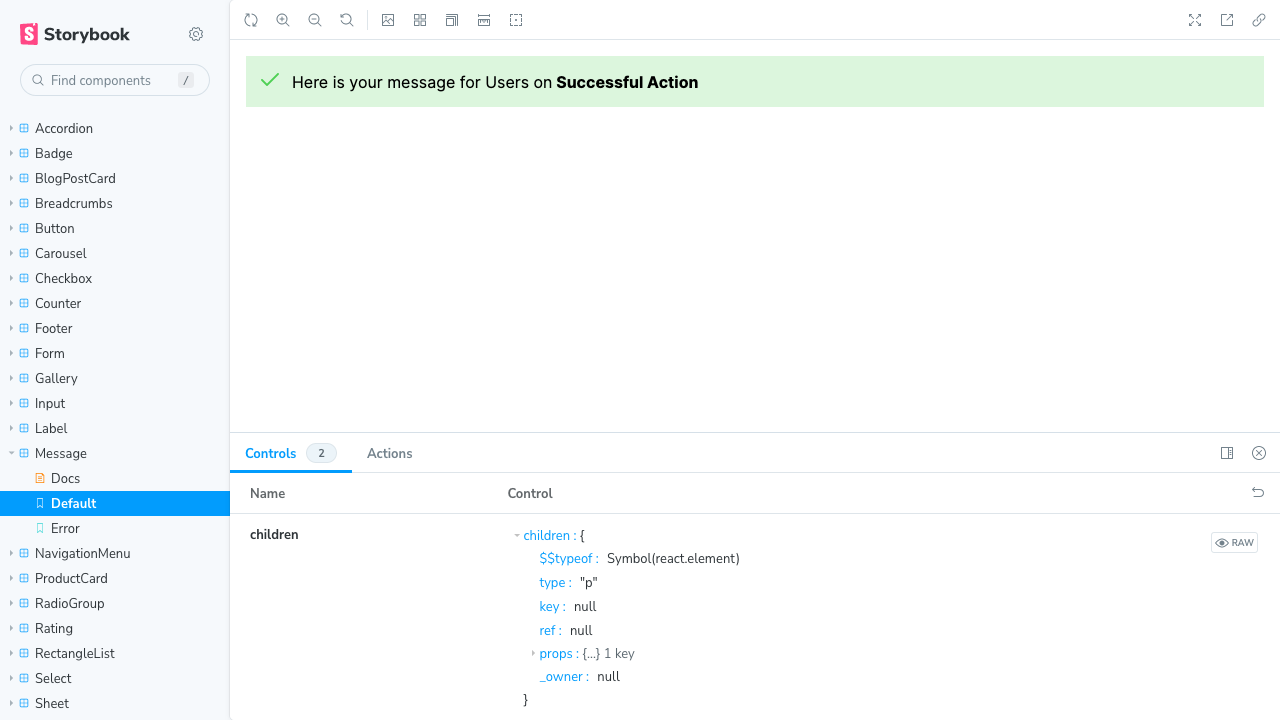 Storybook
Find components
/
Accordion
Badge
BlogPostCard
Breadcrumbs
Button
Carousel
Checkbox
Counter
Footer
Form
Gallery
Input
Label
Message
Docs
Default
Error
NavigationMenu
ProductCard
RadioGroup
Rating
RectangleList
Select
Sheet
Here is your message for Users on Successful Action
Controls 2 Actions
Name Control
children
children : {
RAW
$$typeof : Symbol(react.element)
type : "p"
key : null
ref : null
props : {...} 1 key
_owner : null
}